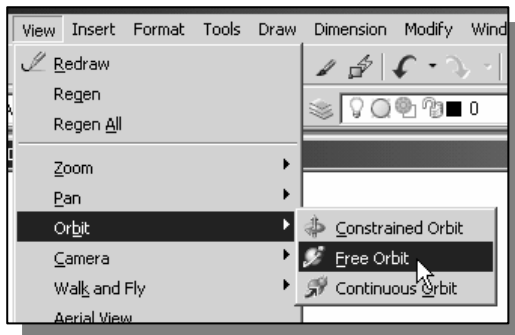 View Insert Format Tools Draw Dimension Modify Wind
Redraw
Regen
Regen All
0
Zoom
Pan
Orbit
Constrained Orbit
Camera
Free Orbit
Walk and Fly
Continuous Orbit
Aerial View